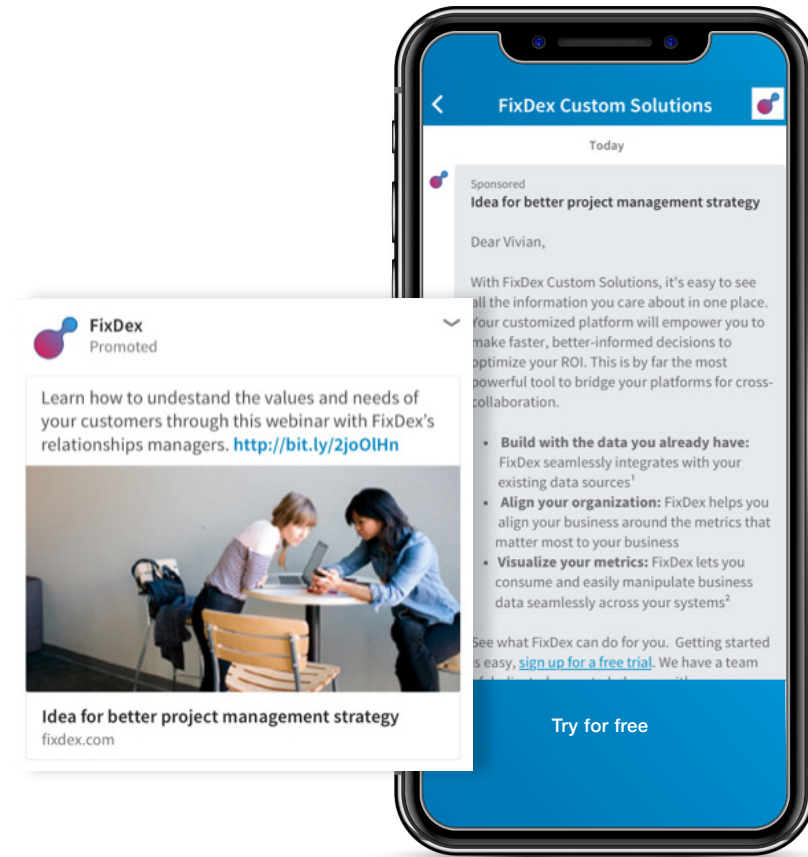 FixDex
Promoted
Learn how to undestand the values and needs of
your customers through this webinar with FixDex's
relationships managers. http://bit.ly/2joOlHn
Idea for better project management strategy
fixdex.com
FixDex Custom Solutions
Today
Sponsored
Idea for better project management strategy
Dear Vivian,
With FixDex Custom Solutions, it's easy to see
all the information you care about in one place.
Your customized platform will empower you to
make faster, better-informed decisions to
optimize your ROI. This is by far the most
powerful tool to bridge your platforms for cross-
collaboration.
• Build with the data you already have:
FixDex seamlessly integrates with your
existing data sources¹
• Align your organization: FixDex helps you
align your business around the metrics that
matter most to your business
• Visualize your metrics: FixDex lets you
consume and easily manipulate business
data seamlessly across your systems²
See what FixDex can do for you. Getting started
is easy, sign up for a free trial. We have a team
Try for free